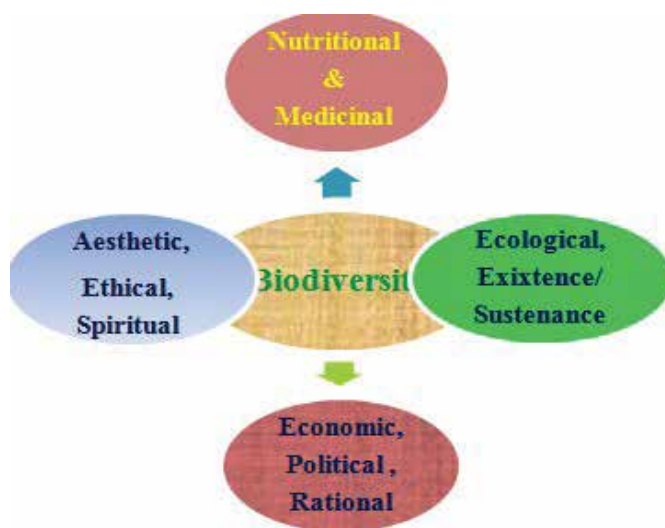 Nutritional
&
Medicinal
Aesthetic,
Ethical,
Spiritual
Biodiversit
Ecological,
Exixtence/
Sustenance
Economic,
Political ,
Rational